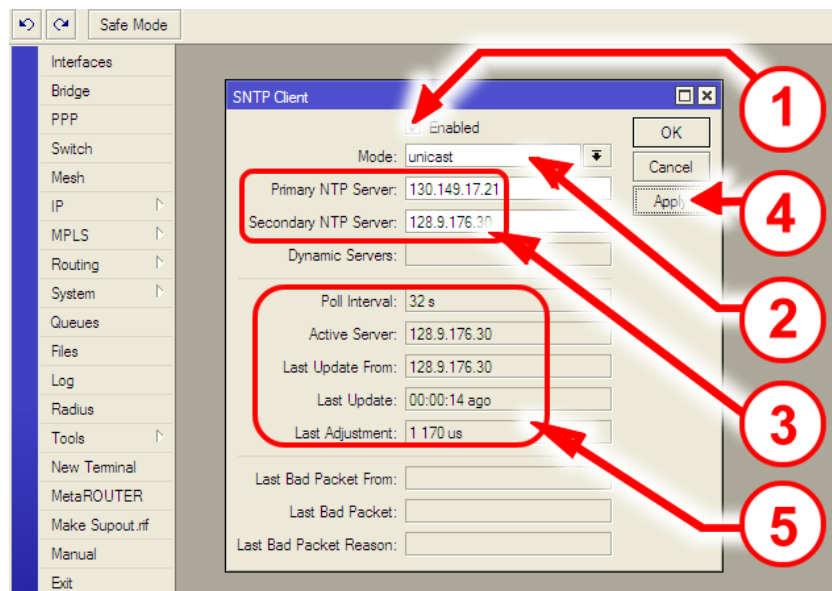 Safe Mode
Interfaces
Bridge
PPP
Switch
Mesh
IP
MPLS
Routing
System
Queues
Files
Log
Radius
Tools
New Terminal
MetaROUTER
Make Supout.rif
Manual
Exit
SNTP Client
Enabled
Mode: unicast
Primary NTP Server: 130.149.17.21
Secondary NTP Server: 128.9.176.30
Dynamic Servers:
Poll Interval: 32 s
Active Server: 128.9.176.30
Last Update From: 128.9.176.30
Last Update: 00:00:14 ago
Last Adjustment: 1 170 us
Last Bad Packet From:
Last Bad Packet:
Last Bad Packet Reason:
OK
Cancel
Apply
1
4
2
3
5